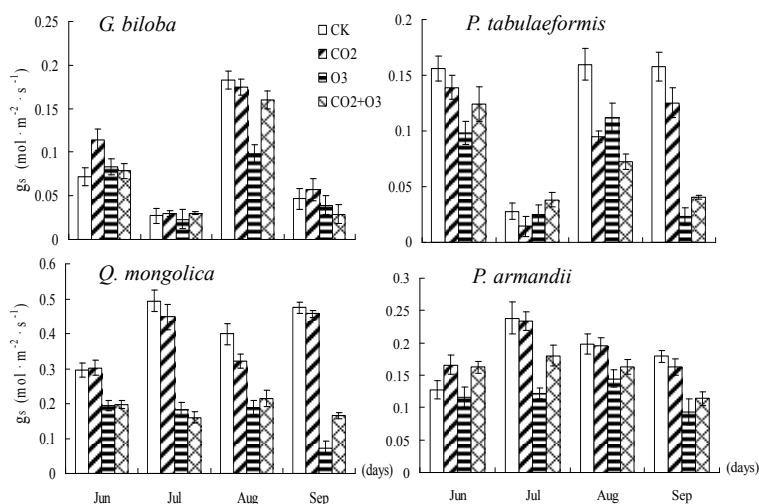 G. biloba
0.25
0.2
0.15
0.1
0.05
0
gs (mol · m⁻² · s⁻¹)
CK
CO2
O3
CO2+O3
P. tabulaeformis
0.2
0.15
0.1
0.05
0
Q. mongolica
0.6
0.5
0.4
0.3
0.2
0.1
0
gs (mol · m⁻² · s⁻¹)
Jun Jul Aug Sep
(days)
P. armandii
0.25
0.2
0.15
0.1
0.05
0
Jun Jul Aug Sep
(days)